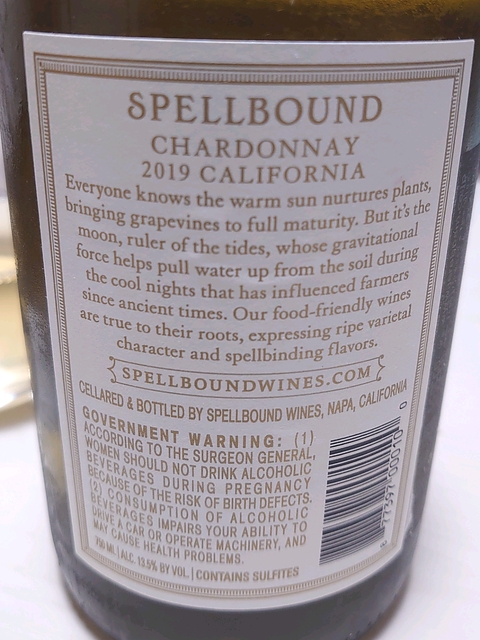 SPELLBOUND
CHARDONNAY
2019 CALIFORNIA
Everyone knows the warm sun nurtures plants,
bringing grapevines to full maturity. But it's the
moon, ruler of the tides, whose gravitational
force helps pull water up from the soil during
the cool nights that has influenced farmers
since ancient times. Our food-friendly wines
are true to their roots, expressing ripe varietal
character and spellbinding flavors.
SPELLBOUNDWINES.COM
CELLARED & BOTTLED BY SPELLBOUND WINES, NAPA, CALIFORNIA
GOVERNMENT WARNING: (1)
ACCORDING TO THE SURGEON GENERAL,
WOMEN SHOULD NOT DRINK ALCOHOLIC
BEVERAGES DURING PREGNANCY
BECAUSE OF THE RISK OF BIRTH DEFECTS.
(2) CONSUMPTION OF ALCOHOLIC
BEVERAGES IMPAIRS YOUR ABILITY TO
DRIVE A CAR OR OPERATE MACHINERY, AND
MAY CAUSE HEALTH PROBLEMS.
750 ML | ALC. 13.5% BY VOL. | CONTAINS SULFITES